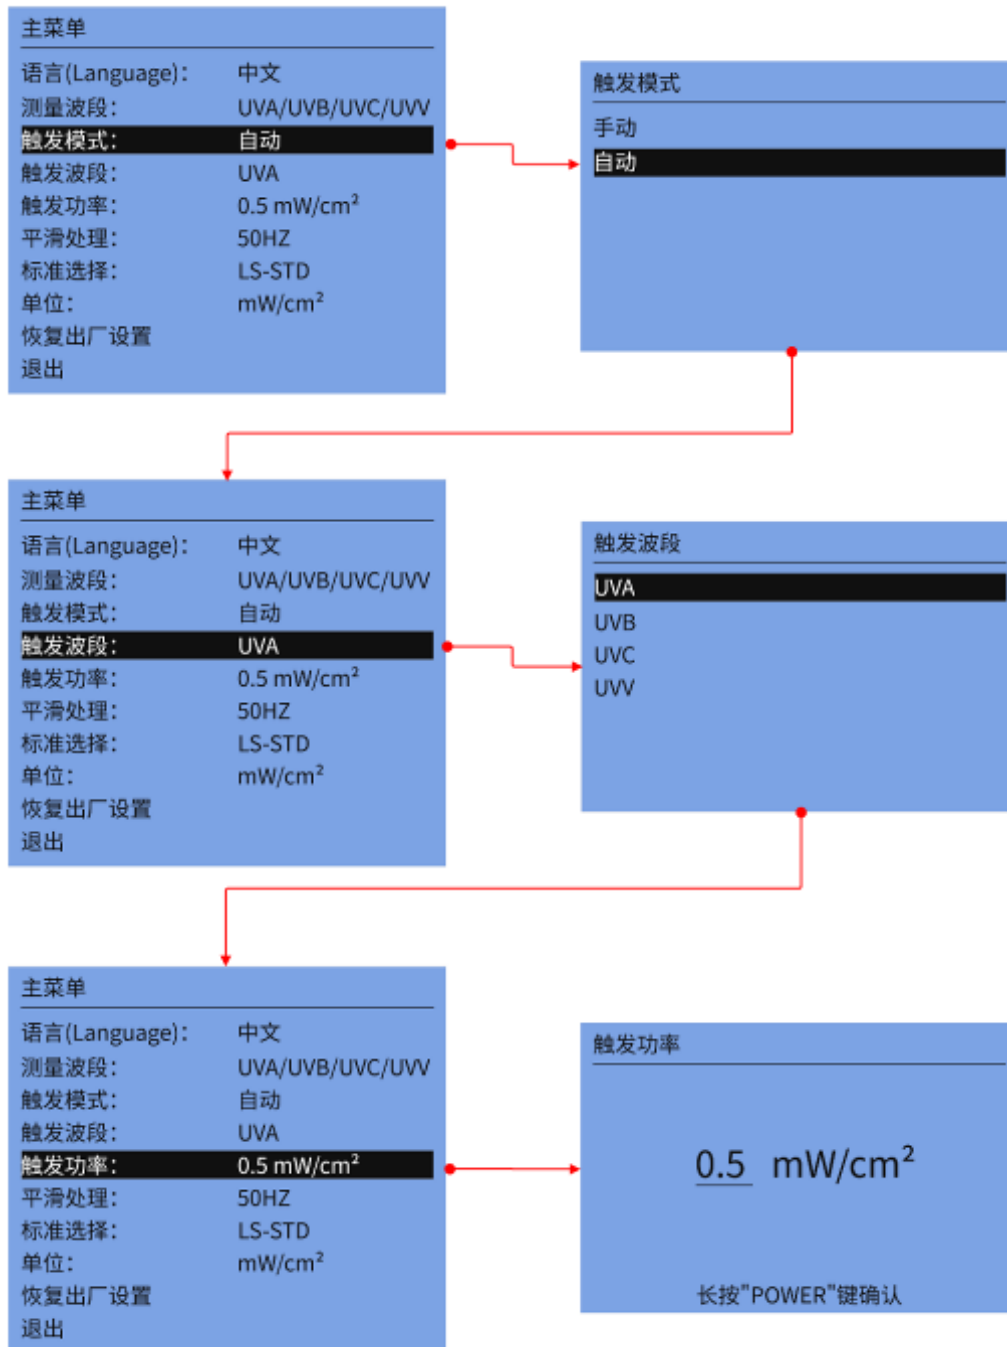 主菜单
语言(Language)： 中文
测量波段： UVA/UVB/UVC/UVV
触发模式： 自动
触发波段： UVA
触发功率： 0.5 mW/cm²
平滑处理： 50HZ
标准选择： LS-STD
单位： mW/cm²
恢复出厂设置
退出
触发模式
手动
自动
主菜单
语言(Language)： 中文
测量波段： UVA/UVB/UVC/UVV
触发模式： 自动
触发波段： UVA
触发功率： 0.5 mW/cm²
平滑处理： 50HZ
标准选择： LS-STD
单位： mW/cm²
恢复出厂设置
退出
触发波段
UVA
UVB
UVC
UVV
主菜单
语言(Language)： 中文
测量波段： UVA/UVB/UVC/UVV
触发模式： 自动
触发波段： UVA
触发功率： 0.5 mW/cm²
平滑处理： 50HZ
标准选择： LS-STD
单位： mW/cm²
恢复出厂设置
退出
触发功率
0.5 mW/cm²
长按"POWER"键确认